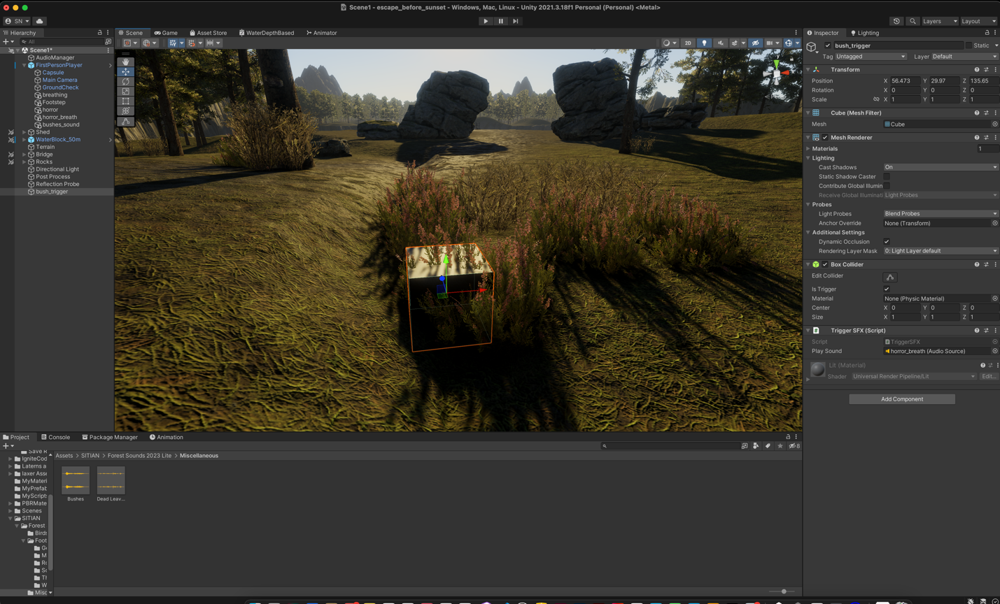 Scene1 - escape_before_sunset - Windows, Mac, Linux - Unity 2021.3.18f1 Personal (Personal) <Metal>
SN
Layers
Layout
Hierarchy
All
Scene1*
AudioManager
FirstPersonPlayer
Capsule
Main Camera
GroundCheck
breathing
Footstep
horror
horror_breath
bushes_sound
Shed
WaterBlock_50m
Terrain
Bridge
Rocks
Directional Light
Post Process
Reflection Probe
bush_trigger
Scene
Game
Asset Store
WaterDepthBased
Animator
2D
Inspector
Lighting
bush_trigger
Static
Tag Untagged
Layer Default
Transform
Position X 56.473 Y 29.97 Z 135.65
Rotation X 0 Y 0 Z 0
Scale X 1 Y 1 Z 1
Cube (Mesh Filter)
Mesh Cube
Mesh Renderer
Materials 1
Lighting
Cast Shadows On
Static Shadow Caster
Contribute Global Illumin
Receive Global Illuminati Light Probes
Probes
Light Probes Blend Probes
Anchor Override None (Transform)
Additional Settings
Dynamic Occlusion
Rendering Layer Mask 0: Light Layer default
Box Collider
Edit Collider
Is Trigger
Material None (Physic Material)
Center X 0 Y 0 Z 0
Size X 1 Y 1 Z 1
Trigger SFX (Script)
Script TriggerSFX
Play Sound horror_breath (Audio Source)
Lit (Material)
Shader Universal Render Pipeline/Lit Edit...
Add Component
Project
Console
Package Manager
Animation
8
Save R
IgniteCod
Laterns a
laxer Asse
MyMateri
MyPrefab
MyScript
PBRMate
Scenes
SITIAN
Forest
Birds
Foot
G
M
Ro
W
Misc
Assets > SITIAN > Forest Sounds 2023 Lite > Miscellaneous
Bushes
Dead Leav...